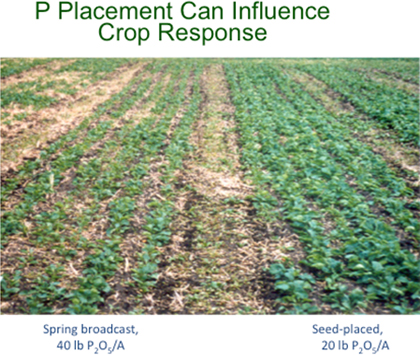 P Placement Can Influence
Crop Response
Spring broadcast,
40 lb P₂O₅/A
Seed-placed,
20 lb P₂O₅/A